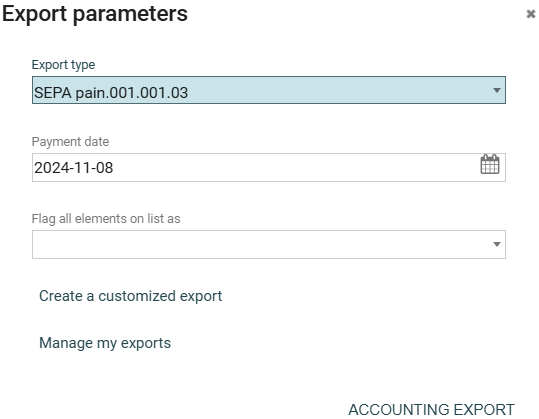 Export parameters
Export type
SEPA pain.001.001.03
Payment date
2024-11-08
Flag all elements on list as
Create a customized export
Manage my exports
ACCOUNTING EXPORT